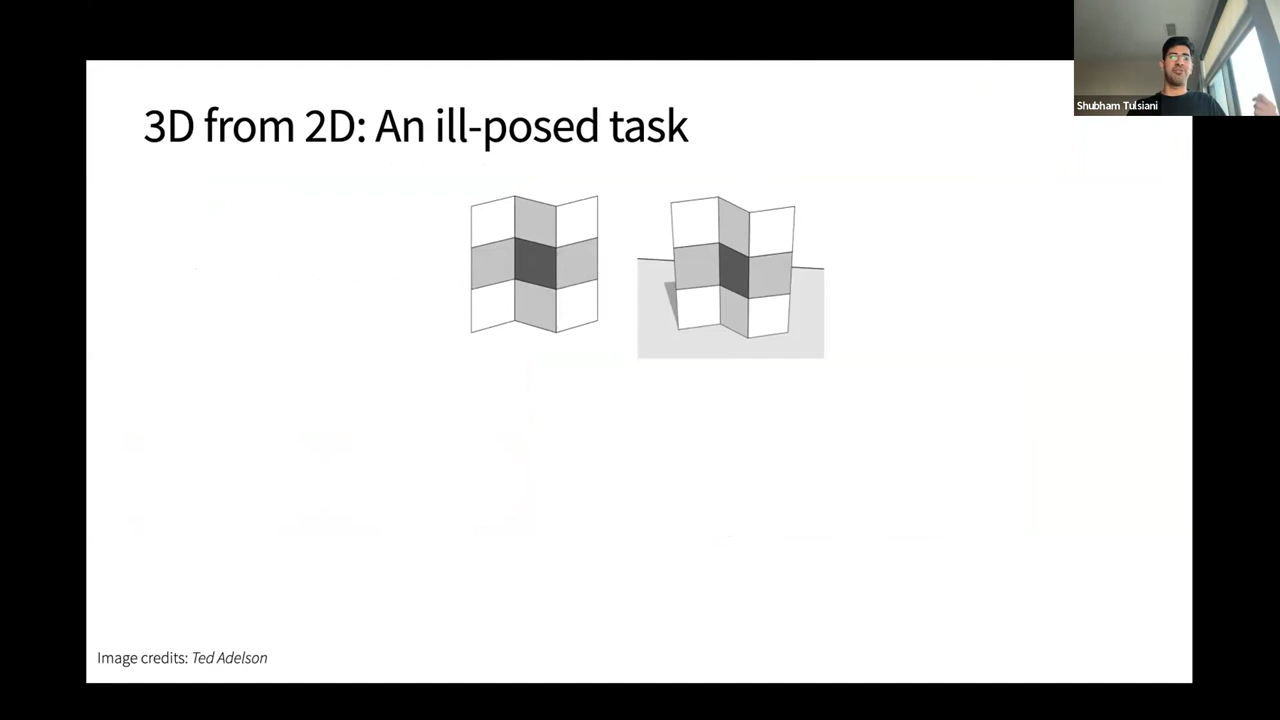 Shubham Tulsiani
3D from 2D: An ill-posed task
Image credits: Ted Adelson